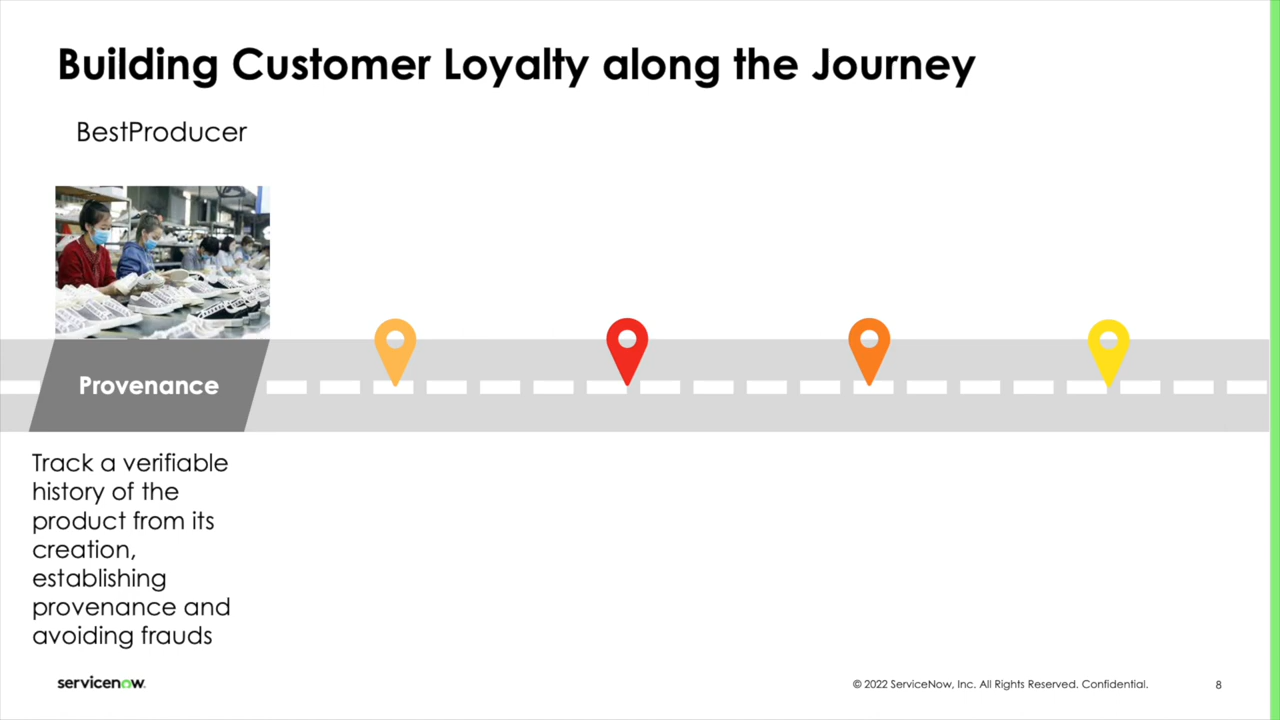 Building Customer Loyalty along the Journey
BestProducer
Provenance
Track a verifiable
history of the
product from its
creation,
establishing
provenance and
avoiding frauds
servicenow.
© 2022 ServiceNow, Inc. All Rights Reserved. Confidential.
8